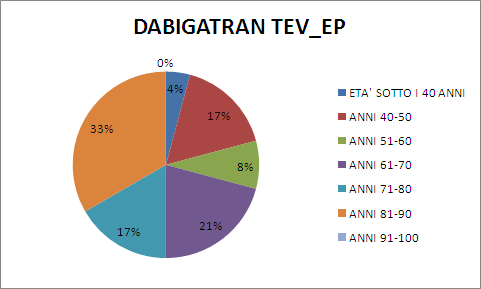 DABIGATRAN TEV_EP
0%
4%
17%
8%
21%
17%
33%
ETA' SOTTO I 40 ANNI
ANNI 40-50
ANNI 51-60
ANNI 61-70
ANNI 71-80
ANNI 81-90
ANNI 91-100